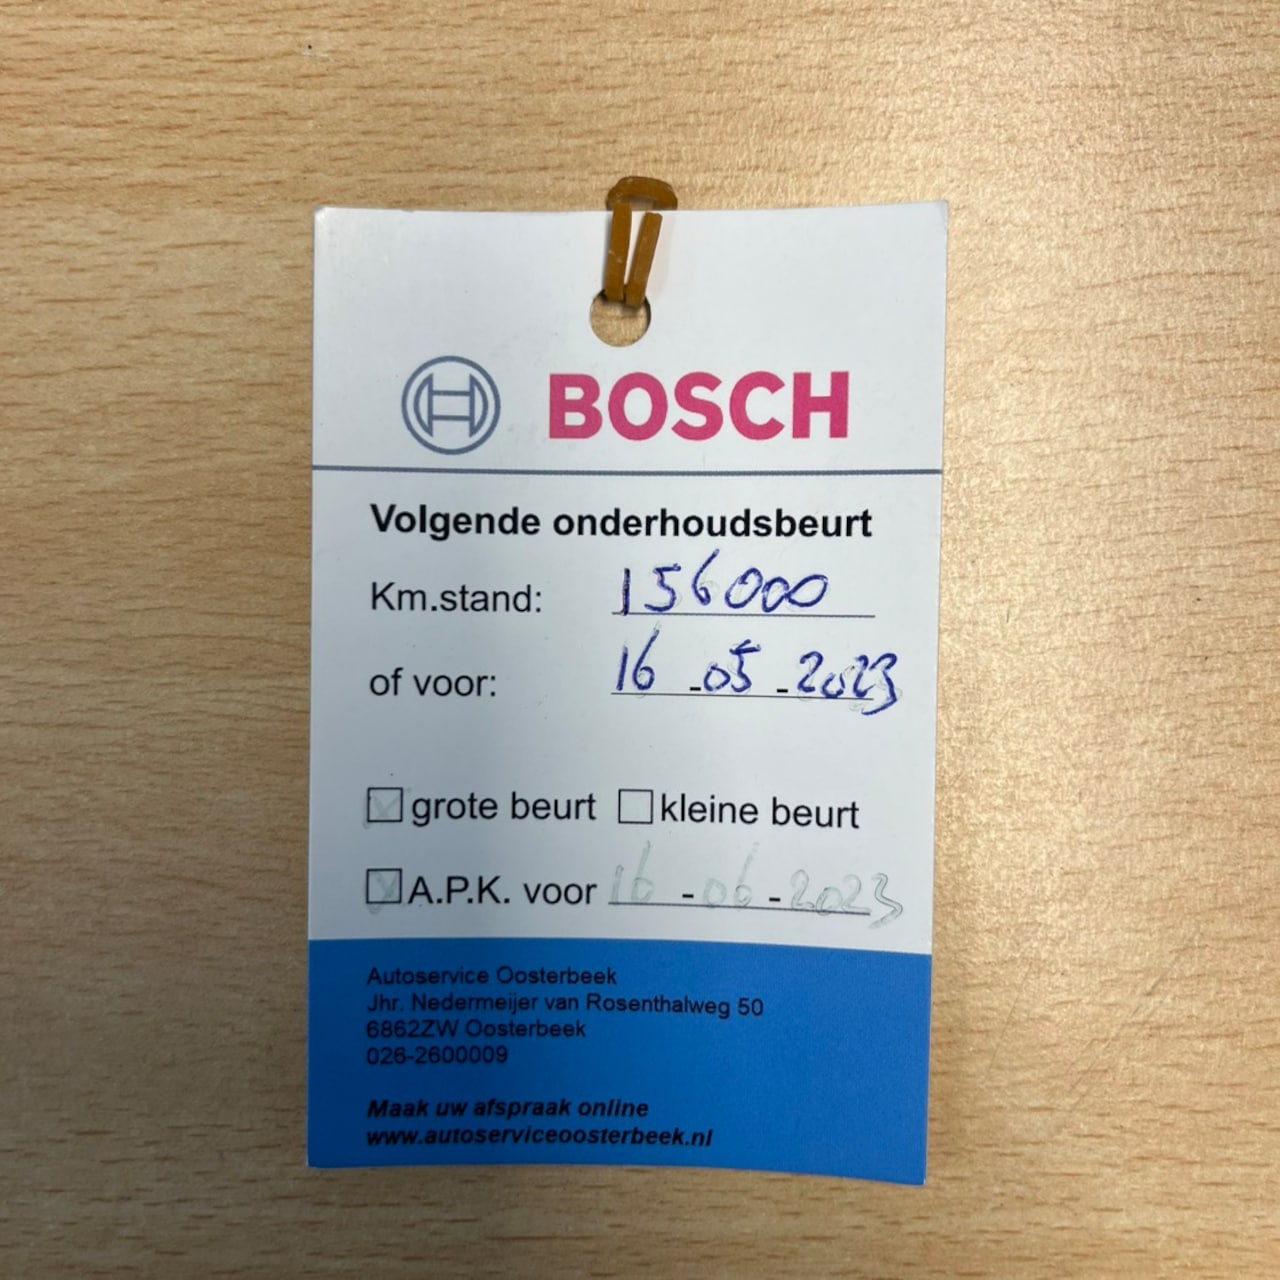 BOSCH
Volgende onderhoudsbeurt
Km.stand: 156000
of voor: 16-05-2023
grote beurt kleine beurt
A.P.K. voor 16-06-2023
Autoservice Oosterbeek
Jhr. Nedermeijer van Rosenthalweg 50
6862ZW Oosterbeek
026-2600009
Maak uw afspraak online
www.autoserviceoosterbeek.nl